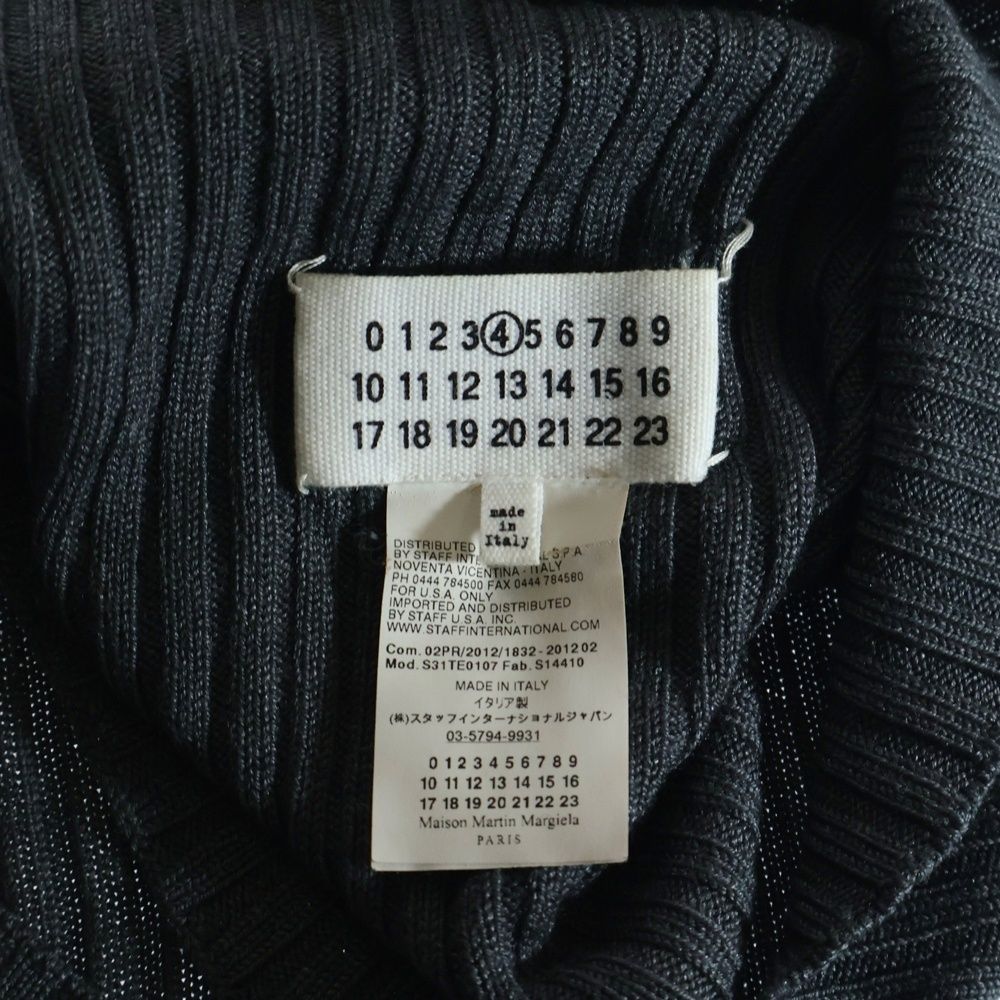 0 1 2 3 4 5 6 7 8 9
10 11 12 13 14 15 16
17 18 19 20 21 22 23
made
in
Italy
DISTRIBUTED
BY STAFF S.P.A
NOVENTA VICENTINA - ITALY
PH 0444 784500 FAX 0444 784580
FOR U.S.A. ONLY
IMPORTED AND DISTRIBUTED
BY STAFF U.S.A. INC.
WWW.STAFFINTERNATIONAL.COM
Com. 02PR/2012/1832 - 2012 02
Mod. S31TE0107 Fab. S14410
MADE IN ITALY
イタリア製
(株)スタッフインターナショナルジャパン
03-5794-9931
0 1 2 3 4 5 6 7 8 9
10 11 12 13 14 15 16
17 18 19 20 21 22 23
Maison Martin Margiela
PARIS